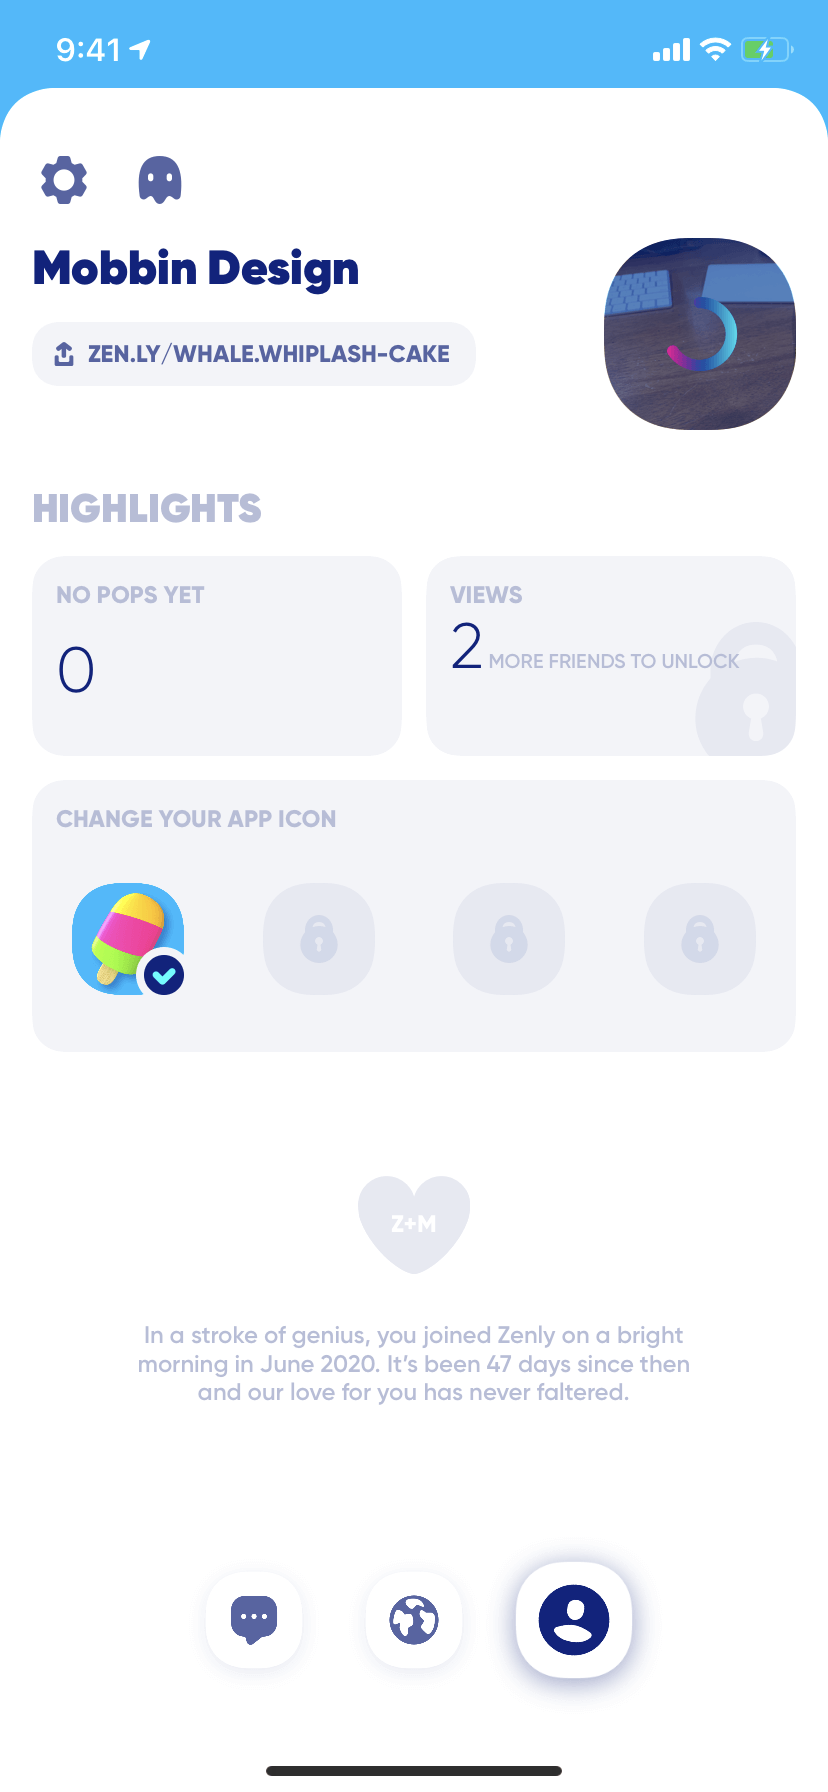 9:41
Mobbin Design
ZEN.LY/WHALE.WHIPLASH-CAKE
HIGHLIGHTS
NO POPS YET
0
VIEWS
2 MORE FRIENDS TO UNLOCK
CHANGE YOUR APP ICON
Z+M
In a stroke of genius, you joined Zenly on a bright
morning in June 2020. It’s been 47 days since then
and our love for you has never faltered.